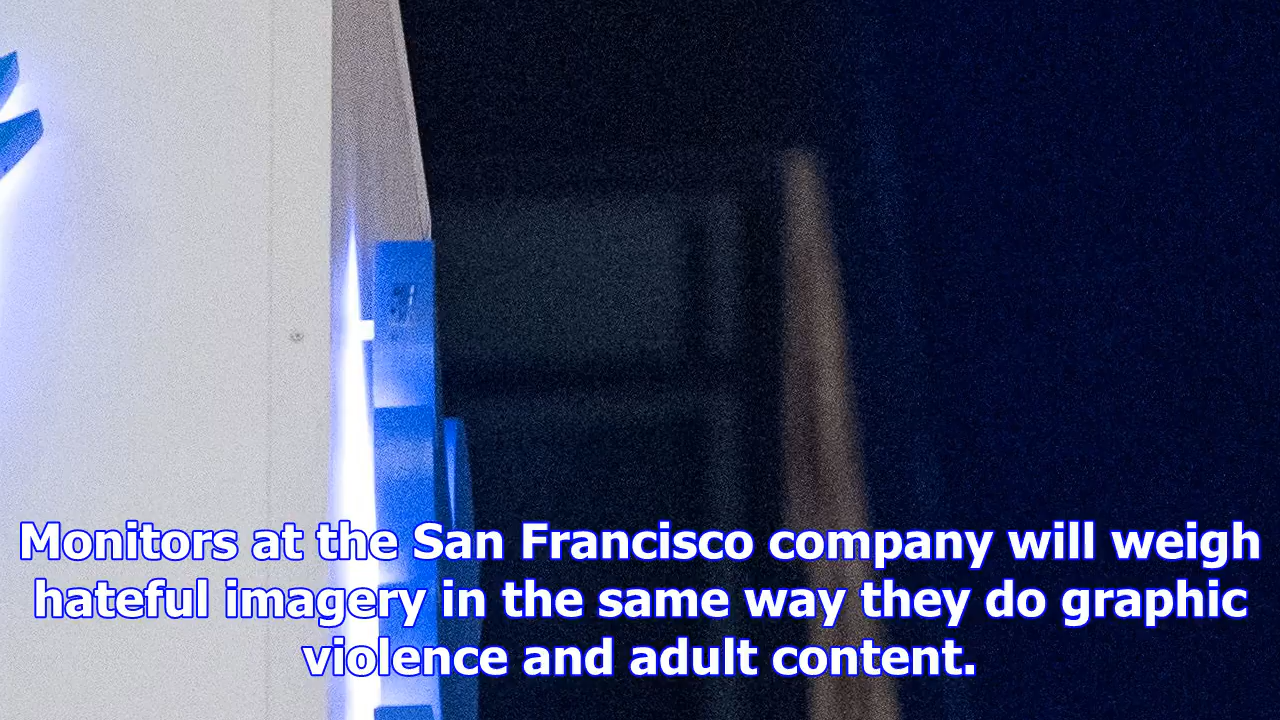 Monitors at the San Francisco company will weigh
hateful imagery in the same way they do graphic
violence and adult content.